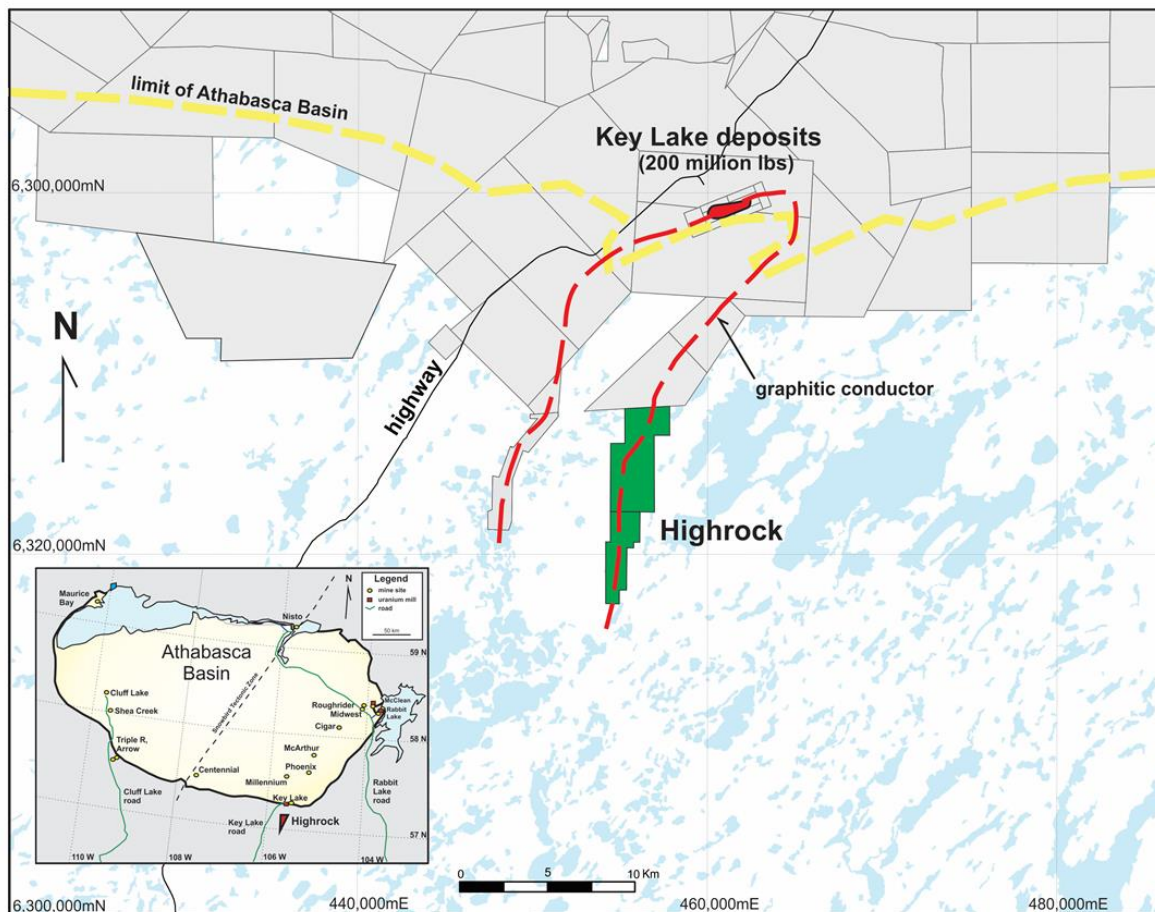 limit of Athabasca Basin
Key Lake deposits
(200 million lbs)
6,300,000mN
N
highway
graphitic conductor
Highrock
6,320,000mN
Legend
mine site
uranium mill
road
N
50 km
Maurice
Bay
Nisto
59 N
Athabasca
Basin
Snowbird Tectonic Zone
Cluff Lake
Shea Creek
Roughrider
Midwest
McClean
Rabbit
Lake
Cigar
58 N
Triple R,
Arrow
McArthur
Centennial
Phoenix
Millennium
Cluff Lake
road
Key Lake
Rabbit
Lake
road
Key Lake
road
Highrock
57 N
110 W
108 W
106 W
104 W
0
5
10 Km
6,300,000mN
440,000mE
460,000mE
480,000mE